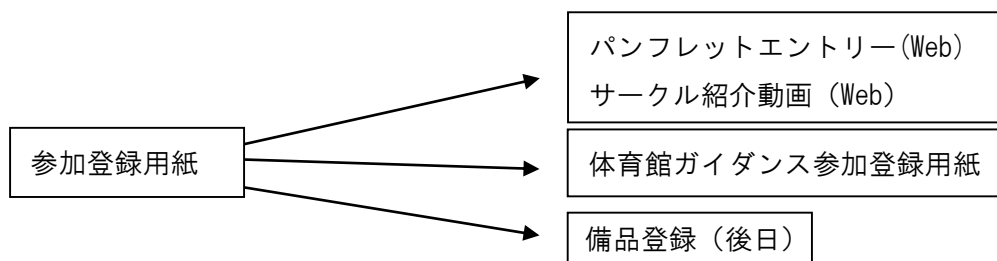 参加登録用紙
パンフレットエントリー(Web)
サークル紹介動画（Web）
体育館ガイダンス参加登録用紙
備品登録（後日）